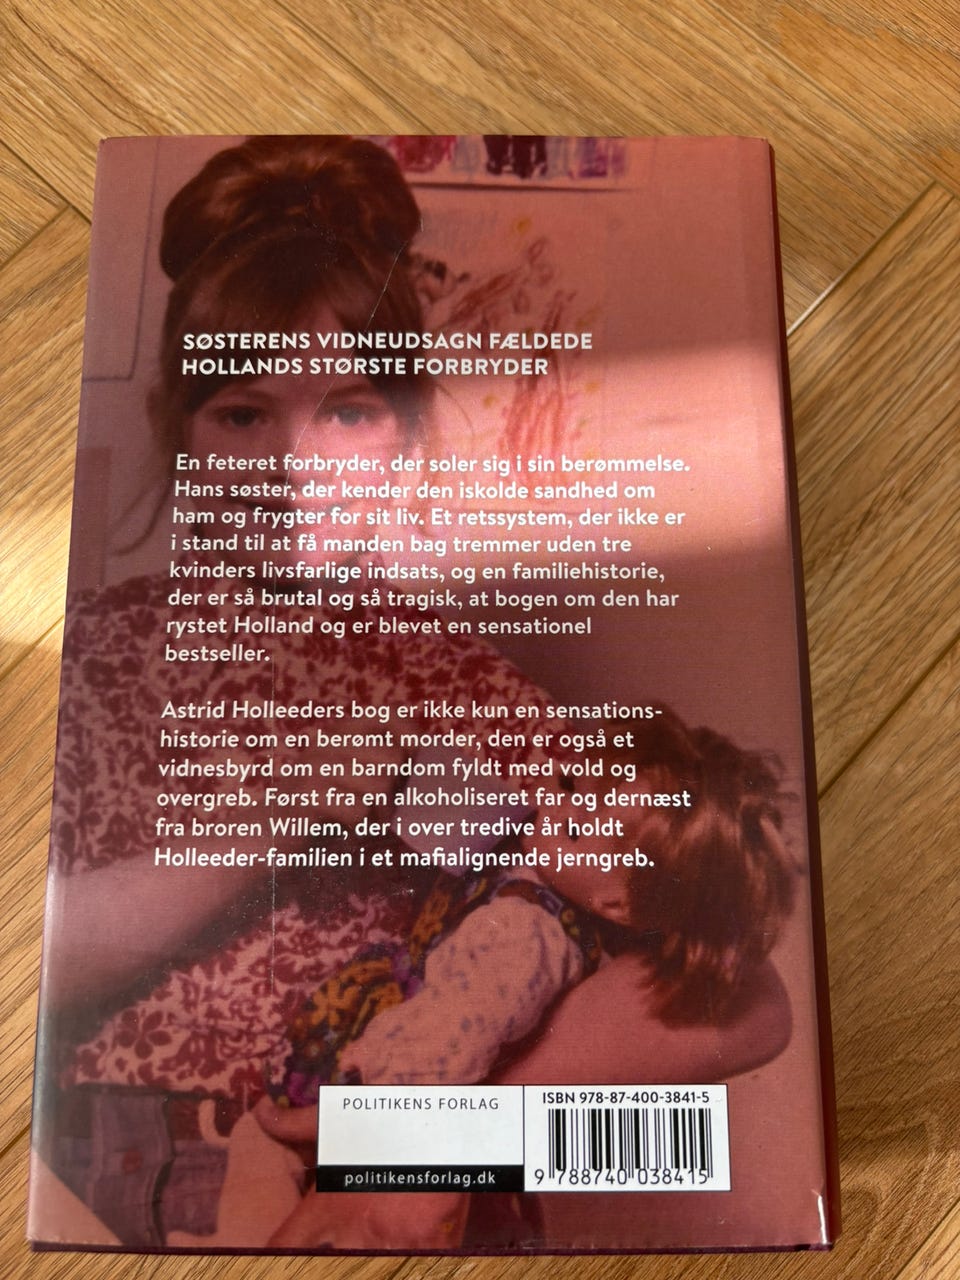 SØSTERENS VIDNEUDSAGN FÆLDEDE
HOLLANDS STØRSTE FORBRYDER
En feteret forbryder, der soler sig i sin berømmelse.
Hans søster, der kender den iskolde sandhed om
ham og frygter for sit liv. Et retssystem, der ikke er
i stand til at få manden bag tremmer uden tre
kvinders livsfarlige indsats, og en familiehistorie,
der er så brutal og så tragisk, at bogen om den har
rystet Holland og er blevet en sensationel
bestseller.
Astrid Holleeders bog er ikke kun en sensations-
historie om en berømt morder, den er også et
vidnesbyrd om en barndom fyldt med vold og
overgreb. Først fra en alkoholiseret far og dernæst
fra broren Willem, der i over tredive år holdt
Holleeder-familien i et mafialignende jerngreb.
POLITIKENS FORLAG
politikensforlag.dk
ISBN 978-87-400-3841-5
9 788740 038415